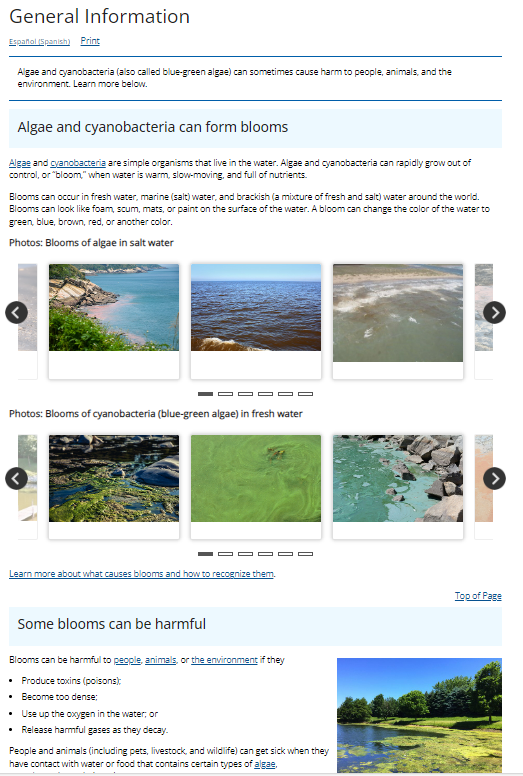 General Information
Español (Spanish) Print
Algae and cyanobacteria (also called blue-green algae) can sometimes cause harm to people, animals, and the
environment. Learn more below.
Algae and cyanobacteria can form blooms
Algae and cyanobacteria are simple organisms that live in the water. Algae and cyanobacteria can rapidly grow out of
control, or “bloom,” when water is warm, slow-moving, and full of nutrients.
Blooms can occur in fresh water, marine (salt) water, and brackish (a mixture of fresh and salt) water around the world.
Blooms can look like foam, scum, mats, or paint on the surface of the water. A bloom can change the color of the water to
green, blue, brown, red, or another color.
Photos: Blooms of algae in salt water
Photos: Blooms of cyanobacteria (blue-green algae) in fresh water
Learn more about what causes blooms and how to recognize them.
Top of Page
Some blooms can be harmful
Blooms can be harmful to people, animals, or the environment if they
• Produce toxins (poisons);
• Become too dense;
• Use up the oxygen in the water; or
• Release harmful gases as they decay.
People and animals (including pets, livestock, and wildlife) can get sick when they
have contact with water or food that contains certain types of algae,